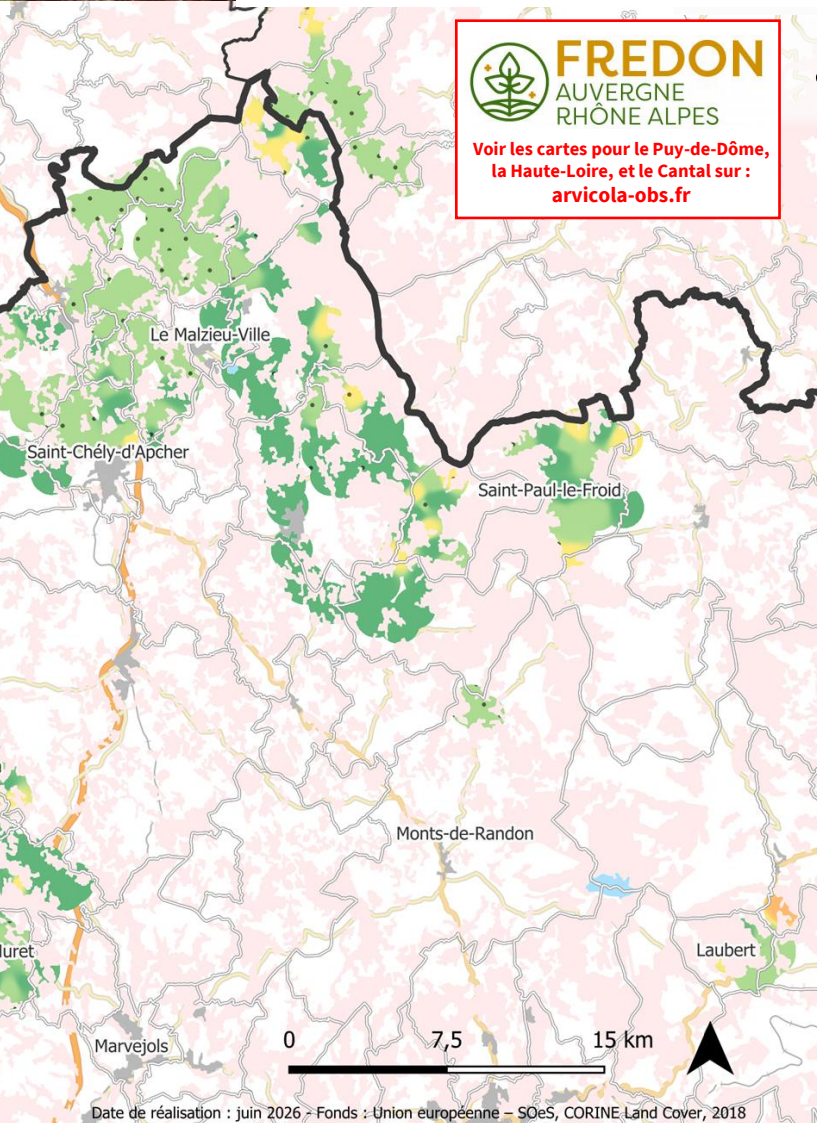 FREDON
AUVERGNE
RHÔNE ALPES
Voir les cartes pour le Puy-de-Dôme,
la Haute-Loire, et le Cantal sur :
arvicola-obs.fr
Le Malzieu-Ville
Saint-Chély-d'Apcher
Saint-Paul-le-Froid
Monts-de-Randon
Laubert
Marvejols
0 7,5 15 km
Date de réalisation : juin 2026 - Fonds : Union européenne – SOeS, CORINE Land Cover, 2018